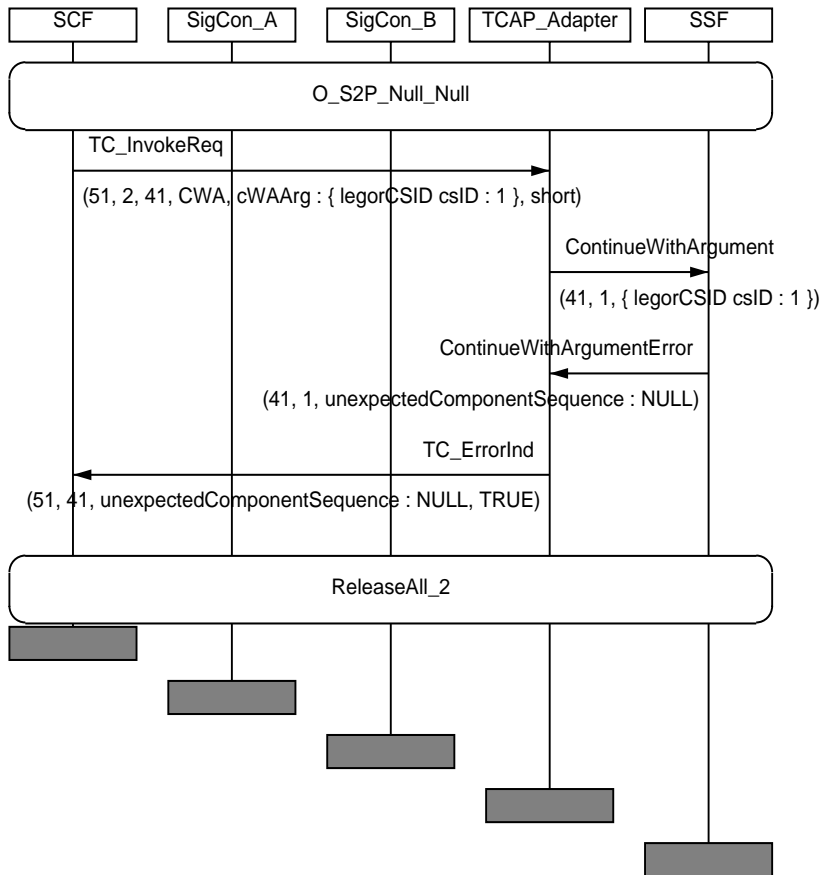 SCF SigCon_A SigCon_B TCAP_Adapter SSF
O_S2P_Null_Null
TC_InvokeReq
(51, 2, 41, CWA, cWAArg : { legorCSID csID : 1 }, short)
ContinueWithArgument
(41, 1, { legorCSID csID : 1 })
ContinueWithArgumentError
(41, 1, unexpectedComponentSequence : NULL)
TC_ErrorInd
(51, 41, unexpectedComponentSequence : NULL, TRUE)
ReleaseAll_2